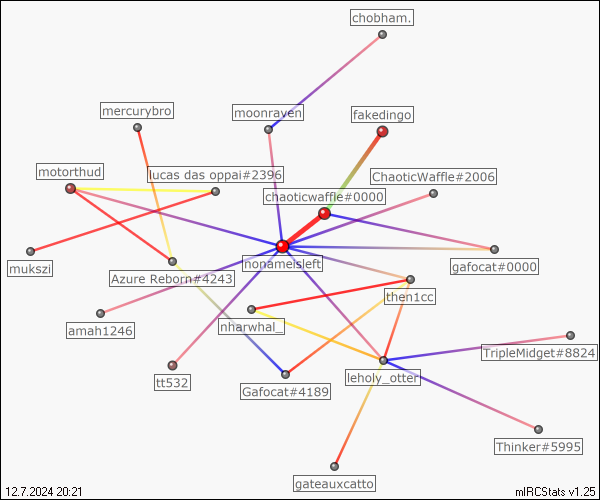 chobham.
mercurybro
moonraven
fakedingo
motorthud
lucas das oppai#2396
ChaoticWaffle#2006
chaoticwaffle#0000
mukszi
Azure Reborn#4243
nonameisleft
gafocat#0000
then1cc
amah1246
nharwhal_
TripleMidget#8824
tt532
Gafocat#4189
leholy_otter
Thinker#5995
gateauxcatto
12.7.2024 20:21
mIRCStats v1.25